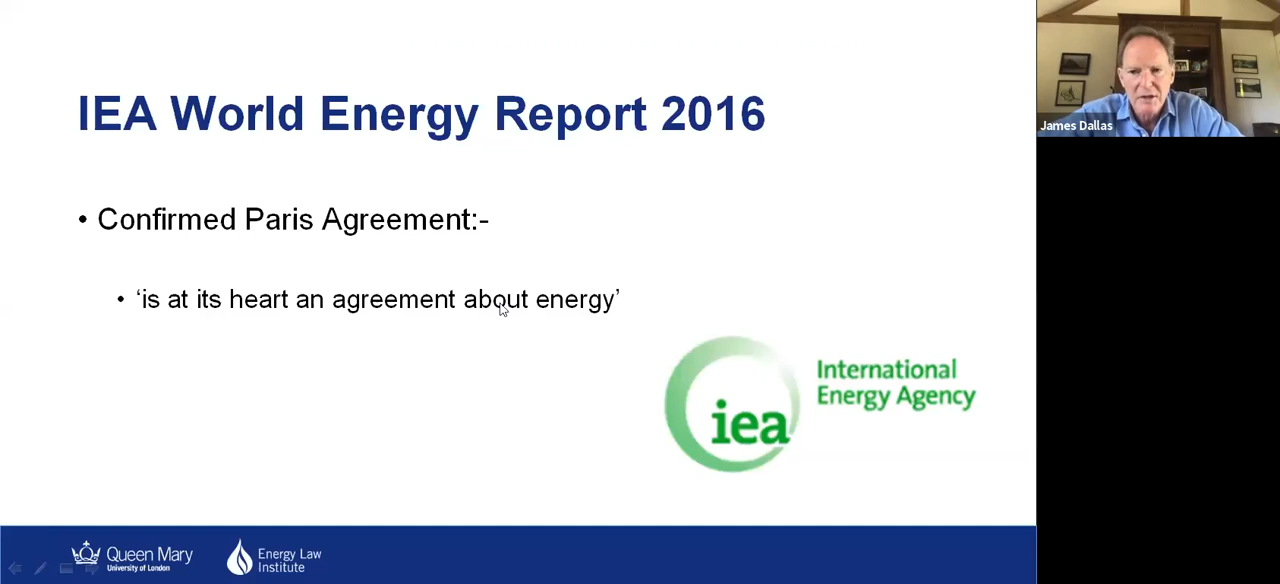 IEA World Energy Report 2016
James Dallas
• Confirmed Paris Agreement:-
• ‘is at its heart an agreement about energy’
iea
International
Energy Agency
Queen Mary
University of London
Energy Law
Institute